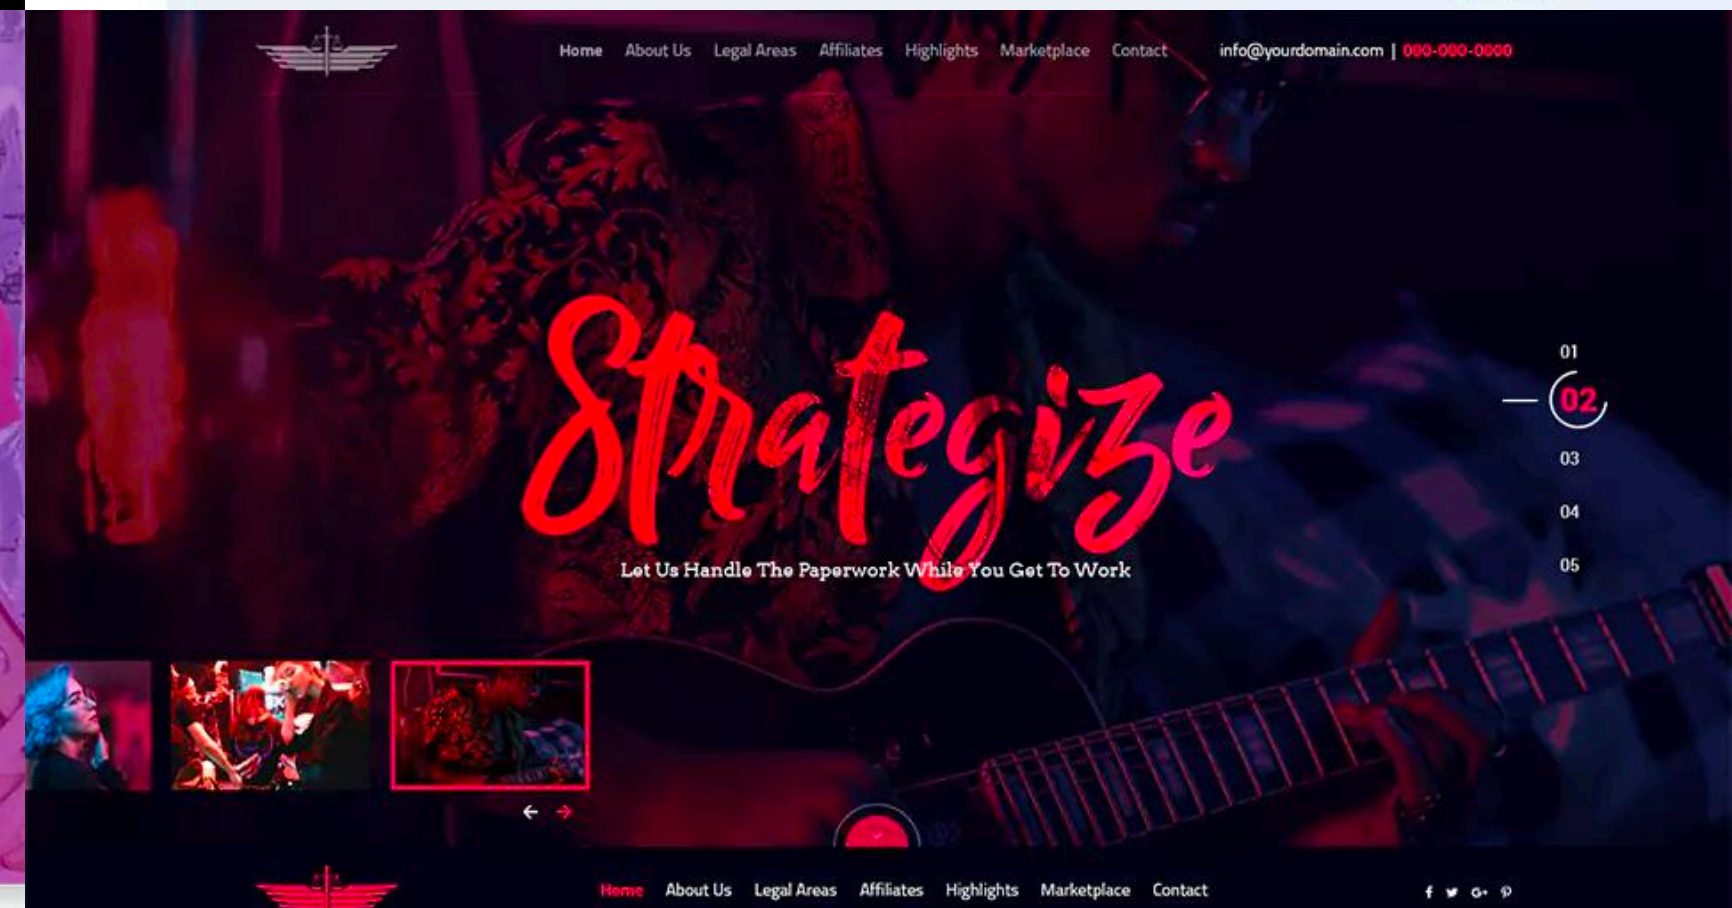 Home About Us Legal Areas Affiliates Highlights Marketplace Contact info@yourdomain.com | 000-000-0000
Strategize
Let Us Handle The Paperwork While You Get To Work
01
02
03
04
05
Home About Us Legal Areas Affiliates Highlights Marketplace Contact